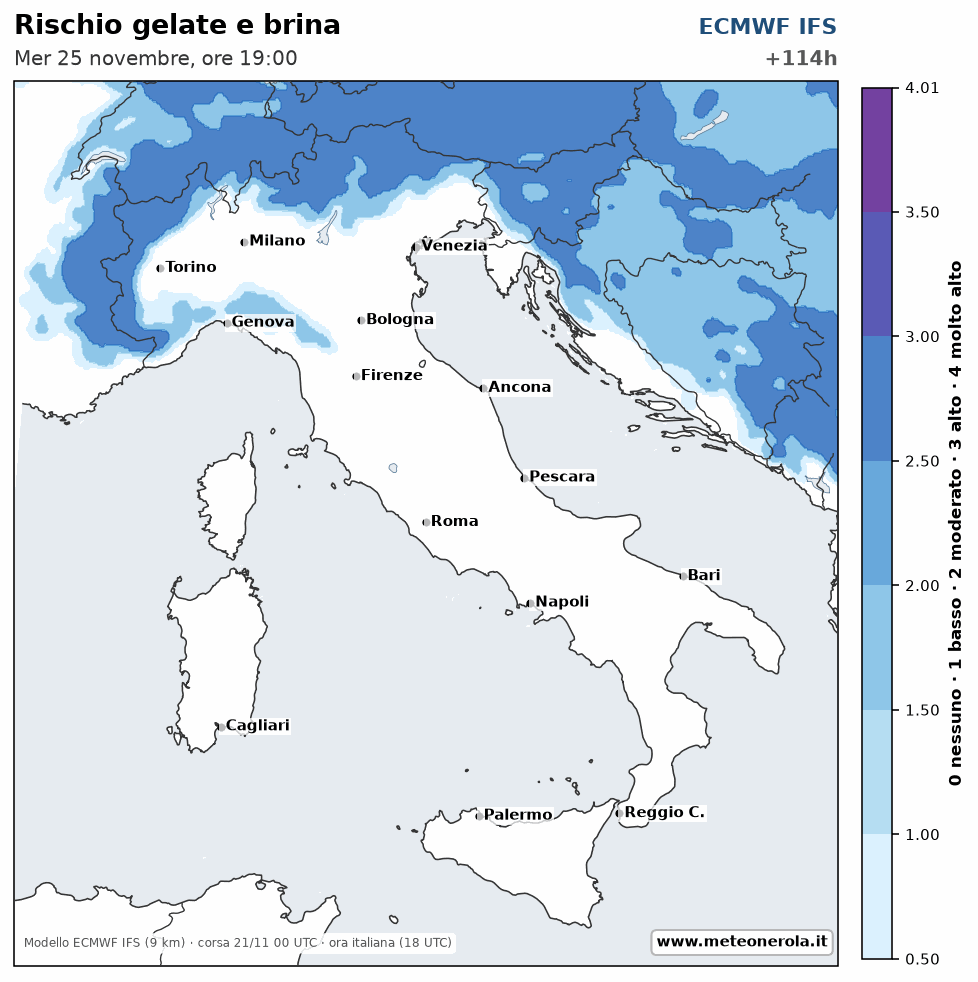 Rischio gelate e brina
ECMWF IFS
Mer 25 novembre, ore 19:00
+114h
4.01
3.50
3.00
2.50
2.00
1.50
1.00
0.50
0 nessuno · 1 basso · 2 moderato · 3 alto · 4 molto alto
Milano
Venezia
Torino
Bologna
Genova
Firenze
Ancona
Pescara
Roma
Bari
Napoli
Cagliari
Palermo
Reggio C.
Modello ECMWF IFS (9 km) · corsa 21/11 00 UTC · ora italiana (18 UTC)
www.meteonerola.it